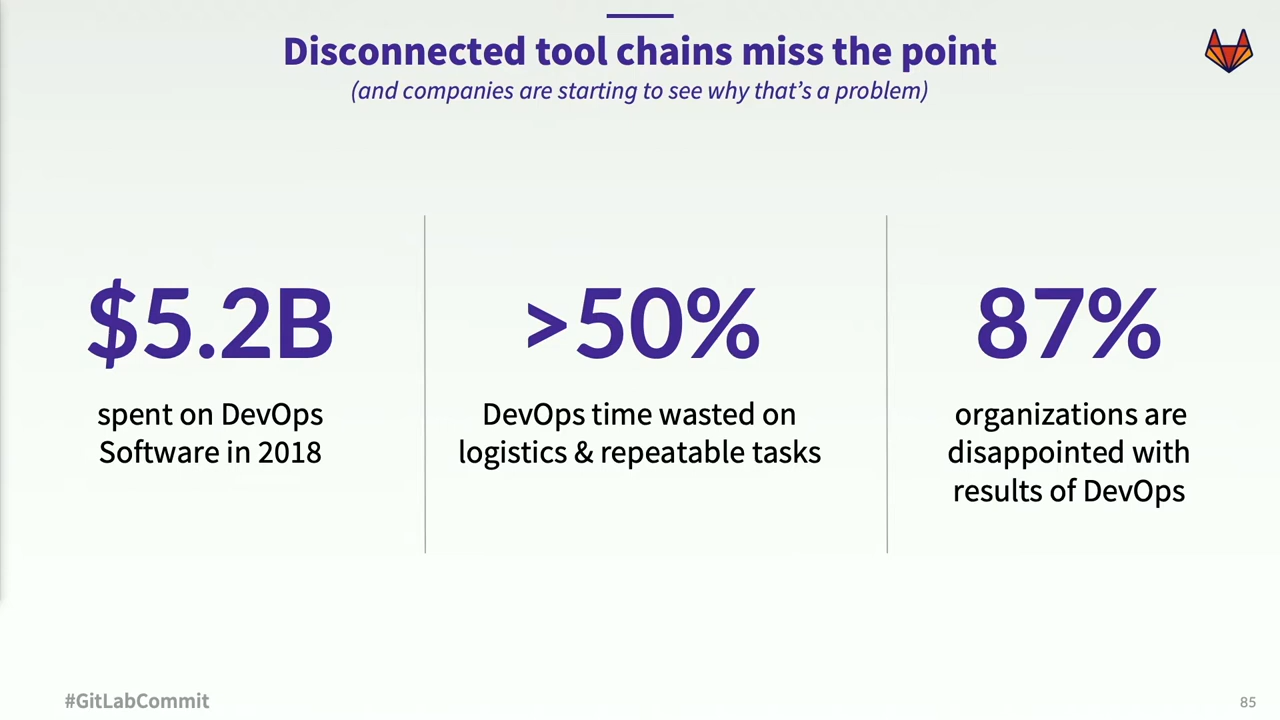 Disconnected tool chains miss the point
(and companies are starting to see why that's a problem)
$5.2B
spent on DevOps
Software in 2018
>50%
DevOps time wasted on
logistics & repeatable tasks
87%
organizations are
disappointed with
results of DevOps
#GitLabCommit
85